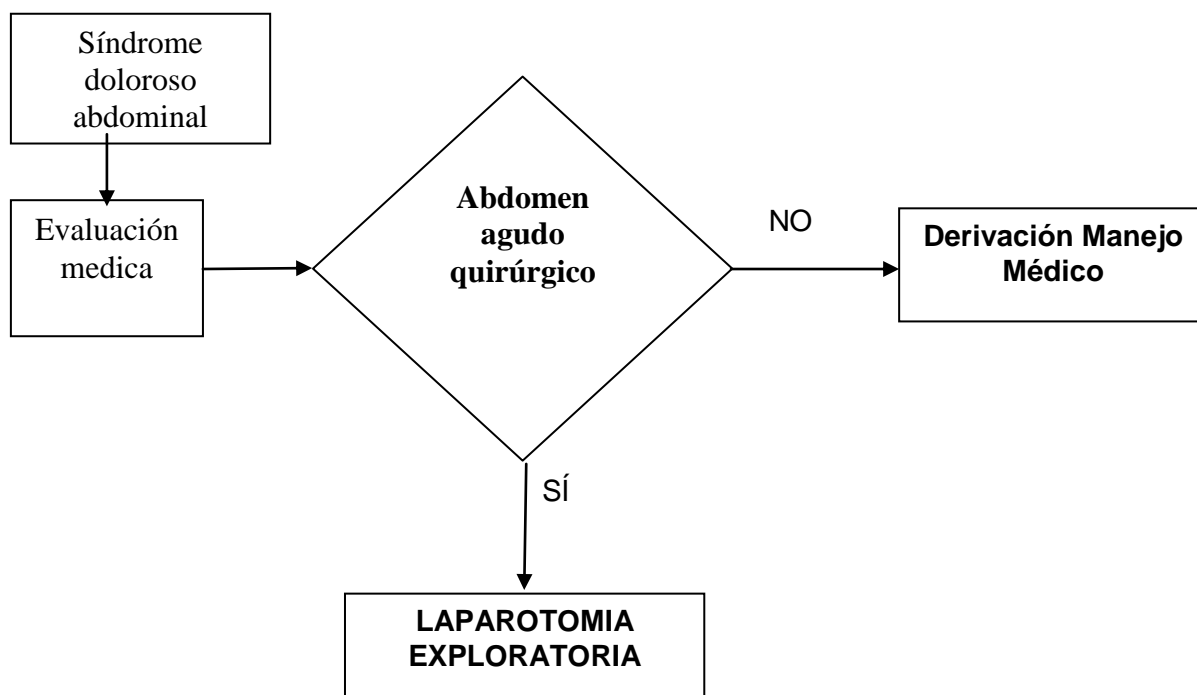 Síndrome
doloroso
abdominal
Evaluación
medica
Abdomen
agudo
quirúrgico
NO
Derivación Manejo
Médico
SÍ
LAPAROTOMIA
EXPLORATORIA